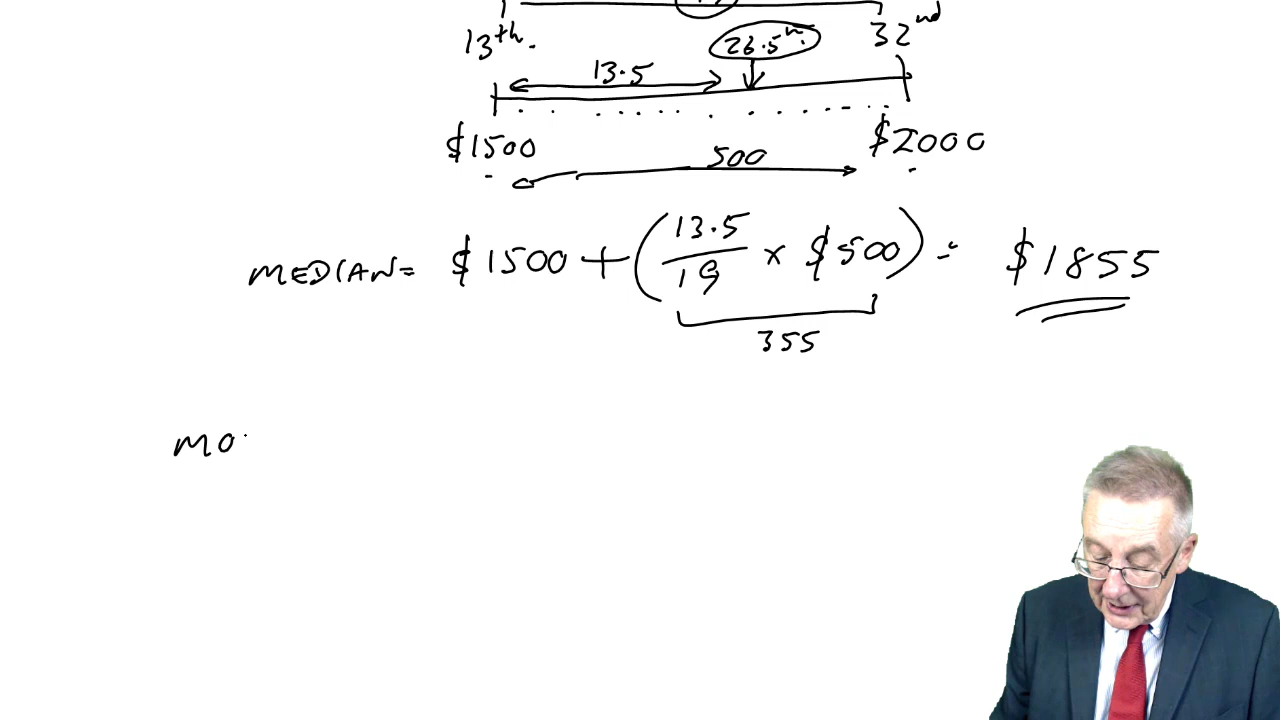 13th. 32nd
26.5th.
13.5
$1500 $2000
500
MEDIAN = $1500 + (13.5/19 × $500) = $1855
355
MO